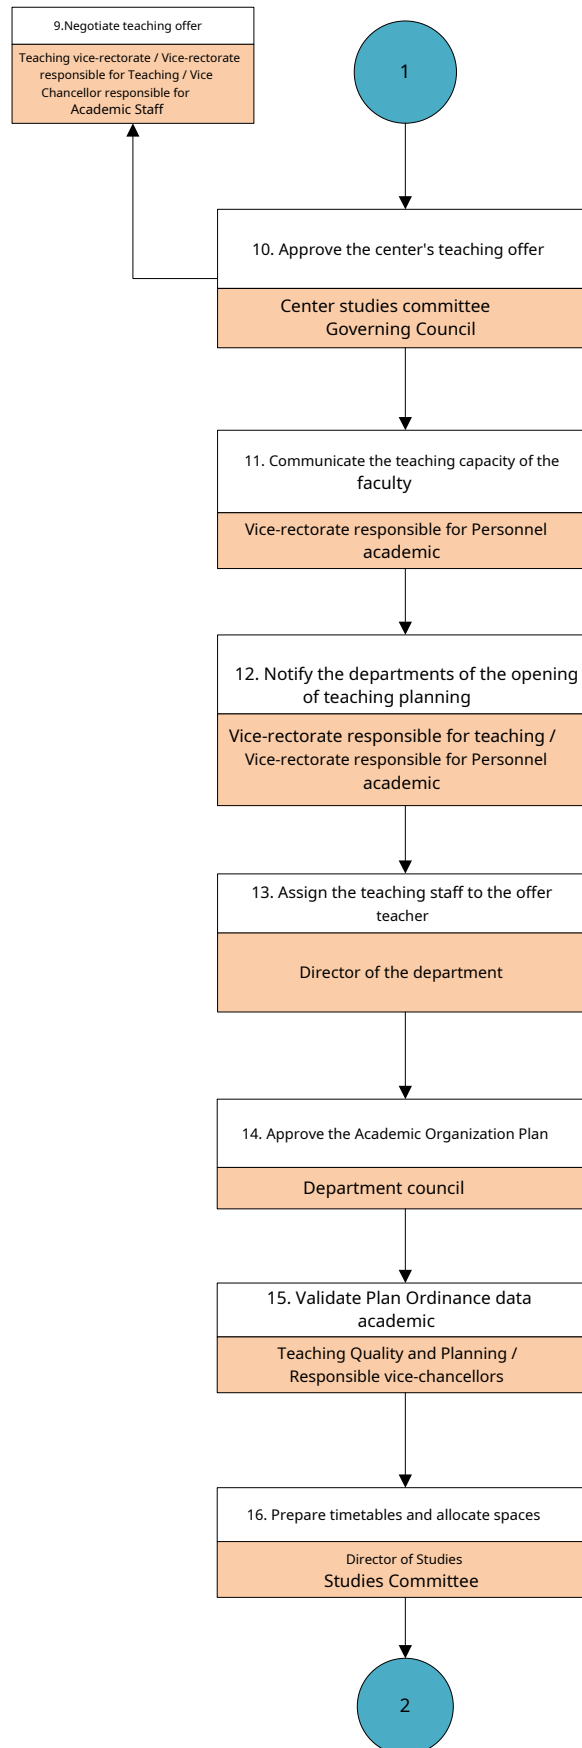 9.Negotiate teaching offer
Teaching vice-rectorate / Vice-rectorate
responsible for Teaching / Vice
Chancellor responsible for
Academic Staff
1
10. Approve the center's teaching offer
Center studies committee
Governing Council
11. Communicate the teaching capacity of the
faculty
Vice-rectorate responsible for Personnel
academic
12. Notify the departments of the opening
of teaching planning
Vice-rectorate responsible for teaching /
Vice-rectorate responsible for Personnel
academic
13. Assign the teaching staff to the offer
teacher
Director of the department
14. Approve the Academic Organization Plan
Department council
15. Validate Plan Ordinance data
academic
Teaching Quality and Planning /
Responsible vice-chancellors
16. Prepare timetables and allocate spaces
Director of Studies
Studies Committee
2